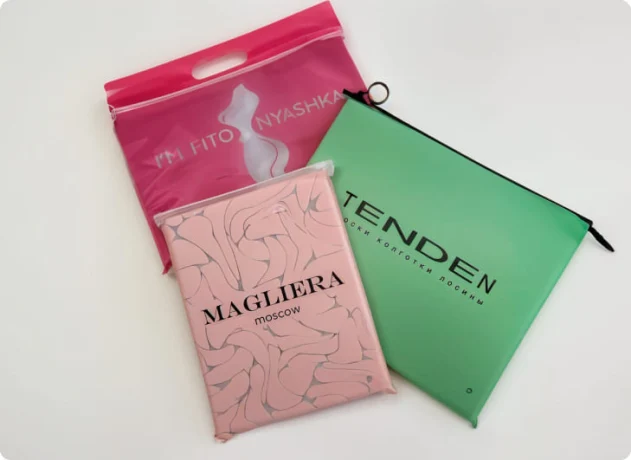 I'M FITO NYASHKA
TENDEN
НОСКИ КОЛГОТКИ ЛОСИНЫ
MAGLIERA
moscow